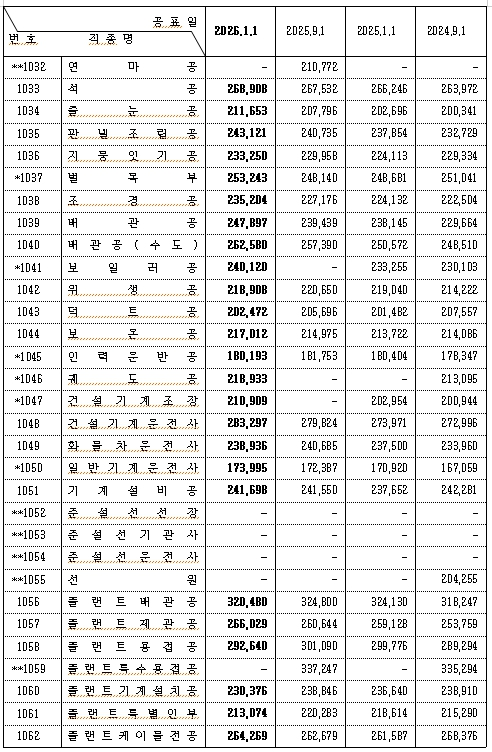 공 표 일
번 호 직 종 명 2026.1.1 2025.9.1 2025.1.1 2024.9.1
**1032 연 마 공 - 210,772 - -
1033 석 공 268,908 267,532 266,246 263,972
1034 줄 눈 공 211,653 207,796 202,696 200,341
1035 판 넬 조 립 공 243,121 240,735 237,854 232,729
1036 지 붕 잇 기 공 233,250 229,958 224,113 229,334
*1037 벌 목 부 253,243 248,140 248,681 251,041
1038 조 경 공 235,204 227,176 224,132 222,504
1039 배 관 공 247,897 239,439 238,145 229,664
1040 배 관 공 ( 수 도 ) 262,580 257,390 250,572 248,510
*1041 보 일 러 공 240,120 - 233,255 230,103
1042 위 생 공 218,908 220,650 219,040 214,222
1043 덕 트 공 202,472 205,696 201,482 207,557
1044 보 온 공 217,012 214,975 213,722 214,086
*1045 인 력 운 반 공 180,193 181,753 180,404 178,347
*1046 궤 도 공 218,933 - - 213,095
*1047 건 설 기 계 조 장 210,909 - 202,954 200,944
1048 건 설 기 계 운 전 사 283,297 279,824 273,971 272,996
1049 화 물 차 운 전 사 238,936 240,685 237,500 233,960
*1050 일 반 기 계 운 전 사 173,995 172,387 170,920 167,059
1051 기 계 설 비 공 241,698 241,550 237,652 242,281
**1052 준 설 선 선 장 - - - -
**1053 준 설 선 기 관 사 - - - -
**1054 준 설 선 운 전 사 - - - -
**1055 선 원 - - - 204,255
1056 플 랜 트 배 관 공 320,480 324,800 324,130 318,247
1057 플 랜 트 제 관 공 266,029 260,644 259,128 253,759
1058 플 랜 트 용 접 공 292,640 301,090 299,776 289,294
**1059 플 랜 트 특 수 용 접 공 - 337,247 - 335,294
1060 플 랜 트 기 계 설 치 공 230,376 238,846 236,640 238,910
1061 플 랜 트 특 별 인 부 213,074 220,283 218,614 215,290
1062 플 랜 트 케 이 블 전 공 264,269 262,679 261,587 268,376